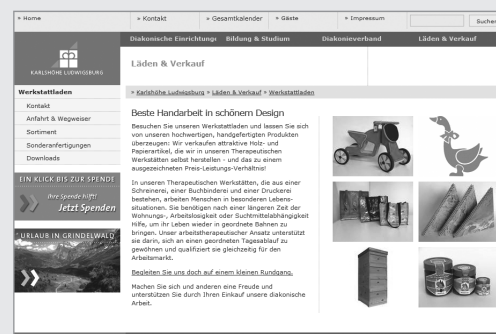 » Home
» Kontakt
» Gesamtkalender
» Gäste
» Impressum
Suche
Diakonische Einrichtungen
Bildung & Studium
Diakonieverband
Läden & Verkauf
KARLSHÖHE LUDWIGSBURG
Läden & Verkauf
Werkstattladen
Kontakt
Anfahrt & Wegweiser
Sortiment
Sonderanfertigungen
Downloads
EIN KLICK BIS ZUR SPENDE
Ihre Spende hilft!
Jetzt Spenden
URLAUB IN GRINDELWALD
» Karlshöhe Ludwigsburg » Läden & Verkauf » Werkstattladen
Beste Handarbeit in schönem Design
Besuchen Sie unseren Werkstattladen und lassen Sie sich
von unseren hochwertigen, handgefertigten Produkten
überzeugen: Wir verkaufen attraktive Holz- und
Papierartikel, die wir in unseren Therapeutischen
Werkstätten selbst herstellen - und das zu einem
ausgezeichneten Preis-Leistungs-Verhältnis!
In unseren Therapeutischen Werkstätten, die aus einer
Schreinerei, einer Buchbinderei und einer Druckerei
bestehen, arbeiten Menschen in besonderen Lebens-
situationen. Sie benötigen nach einer längeren Zeit der
Wohnungs-, Arbeitslosigkeit oder Suchtmittelabhängigkeit
Hilfe, um ihr Leben wieder in geordnete Bahnen zu
bringen. Unser arbeitstherapeutischer Ansatz unterstützt
sie darin, sich an einen geordneten Tagesablauf zu
gewöhnen und qualifiziert sie gleichzeitig für den
Arbeitsmarkt.
Begleiten Sie uns doch auf einem kleinen Rundgang.
Machen Sie sich und anderen eine Freude und
unterstützen Sie durch Ihren Einkauf unsere diakonische
Arbeit.